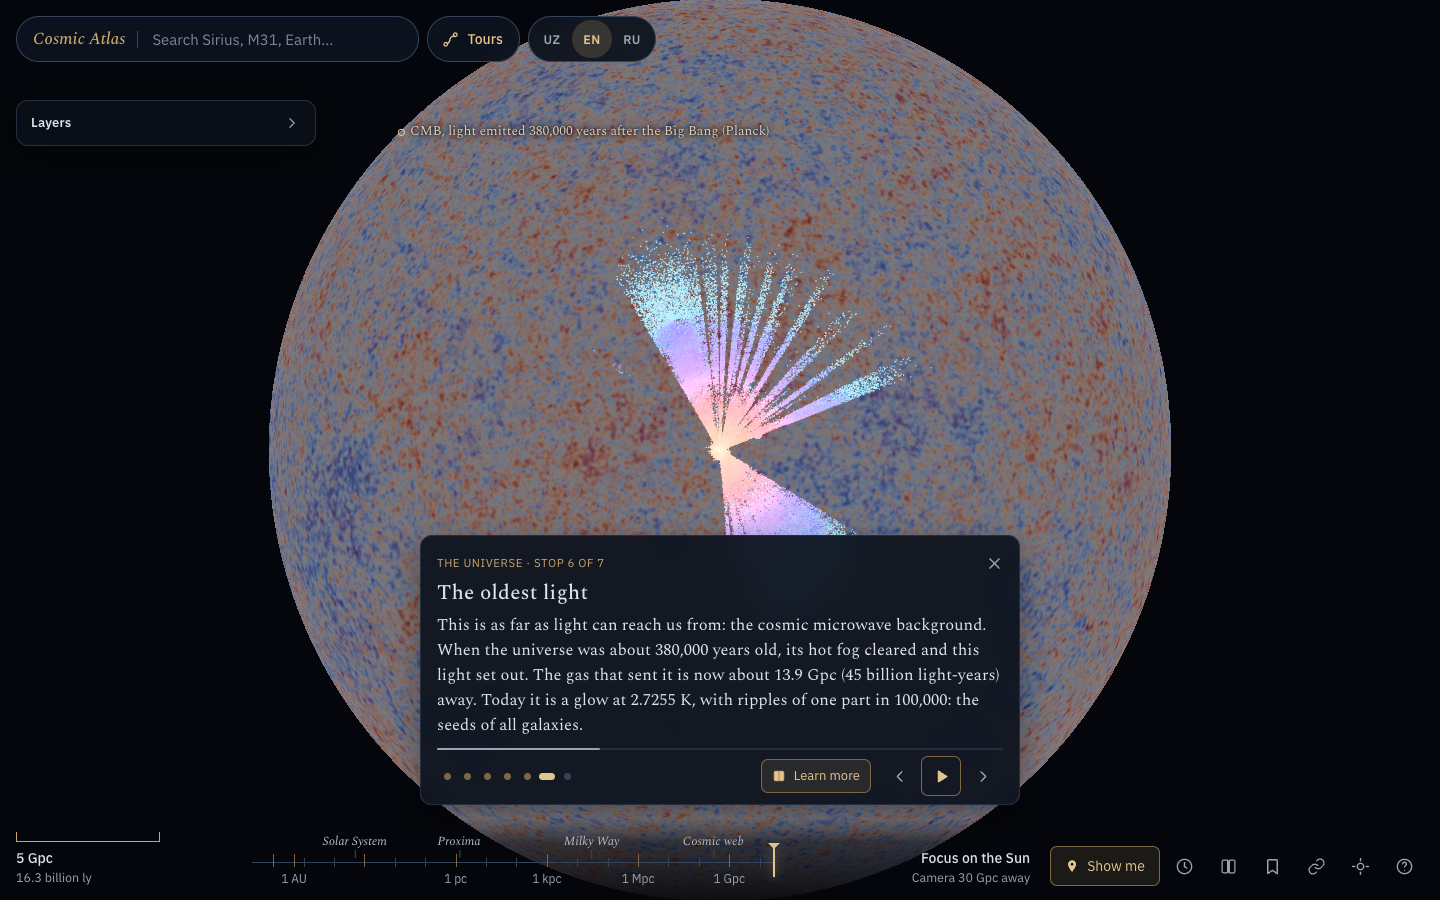 Cosmic Atlas
Search Sirius, M31, Earth...
Tours
UZ
EN
RU
Layers
CMB, light emitted 380,000 years after the Big Bang (Planck)
THE UNIVERSE · STOP 6 OF 7
The oldest light
This is as far as light can reach us from: the cosmic microwave background.
When the universe was about 380,000 years old, its hot fog cleared and this
light set out. The gas that sent it is now about 13.9 Gpc (45 billion light-years)
away. Today it is a glow at 2.7255 K, with ripples of one part in 100,000: the
seeds of all galaxies.
Learn more
5 Gpc
16.3 billion ly
Solar System
Proxima
Milky Way
Cosmic web
1 AU
1 pc
1 kpc
1 Mpc
1 Gpc
Focus on the Sun
Camera 30 Gpc away
Show me